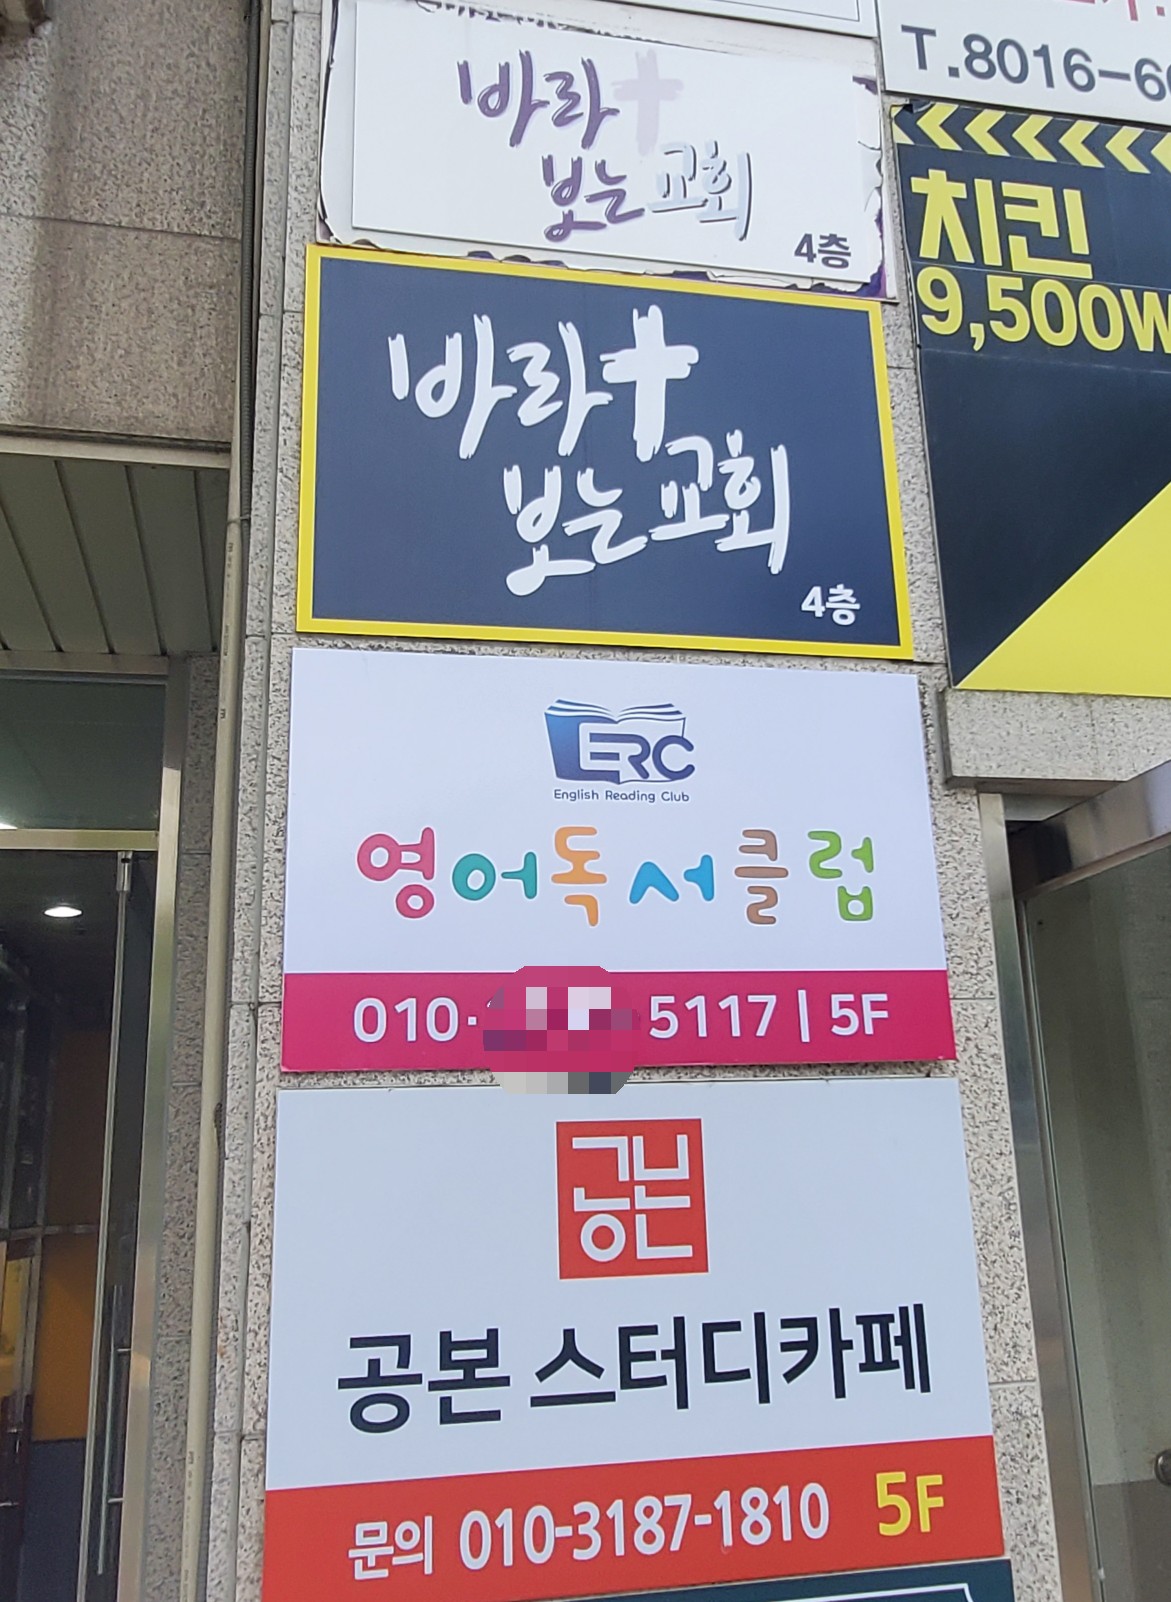 바라
보는교회
4층
바라
보는교회
4층
ERC
English Reading Club
영어독서클럽
010· 5117 | 5F
공본
공본 스터디카페
문의 010-3187-1810 5F
T.8016-6
치킨
9,500W